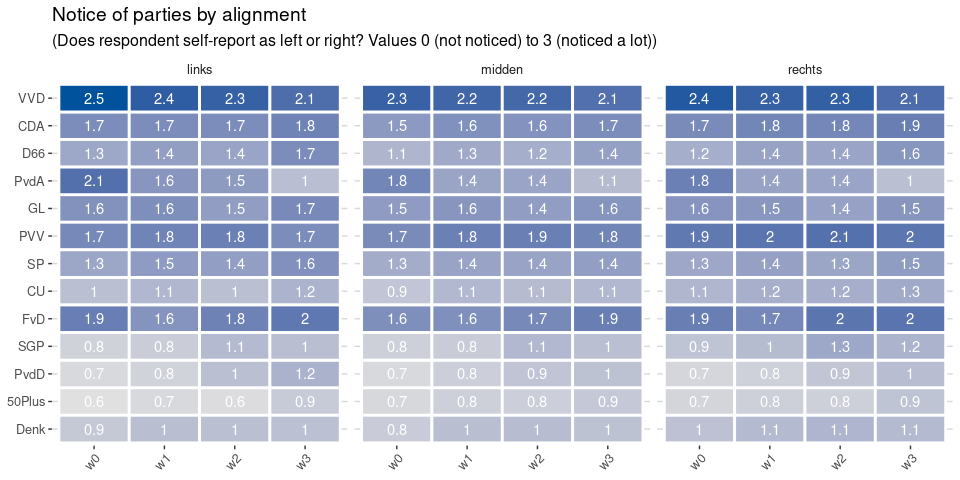 Notice of parties by alignment
(Does respondent self-report as left or right? Values 0 (not noticed) to 3 (noticed a lot))
links midden rechts
VVD 2.5 2.4 2.3 2.1 2.3 2.2 2.2 2.1 2.4 2.3 2.3 2.1
CDA 1.7 1.7 1.7 1.8 1.5 1.6 1.6 1.7 1.7 1.8 1.8 1.9
D66 1.3 1.4 1.4 1.7 1.1 1.3 1.2 1.4 1.2 1.4 1.4 1.6
PvdA 2.1 1.6 1.5 1 1.8 1.4 1.4 1.1 1.8 1.4 1.4 1
GL 1.6 1.6 1.5 1.7 1.5 1.6 1.4 1.6 1.6 1.5 1.4 1.5
PVV 1.7 1.8 1.8 1.7 1.7 1.8 1.9 1.8 1.9 2 2.1 2
SP 1.3 1.5 1.4 1.6 1.3 1.4 1.4 1.4 1.3 1.4 1.3 1.5
CU 1 1.1 1 1.2 0.9 1.1 1.1 1.1 1.1 1.2 1.2 1.3
FvD 1.9 1.6 1.8 2 1.6 1.6 1.7 1.9 1.9 1.7 2 2
SGP 0.8 0.8 1.1 1 0.8 0.8 1.1 1 0.9 1 1.3 1.2
PvdD 0.7 0.8 1 1.2 0.7 0.8 0.9 1 0.7 0.8 0.9 1
50Plus 0.6 0.7 0.6 0.9 0.7 0.8 0.8 0.9 0.7 0.8 0.8 0.9
Denk 0.9 1 1 1 0.8 1 1 1 1 1.1 1.1 1.1
w0 w1 w2 w3 w0 w1 w2 w3 w0 w1 w2 w3